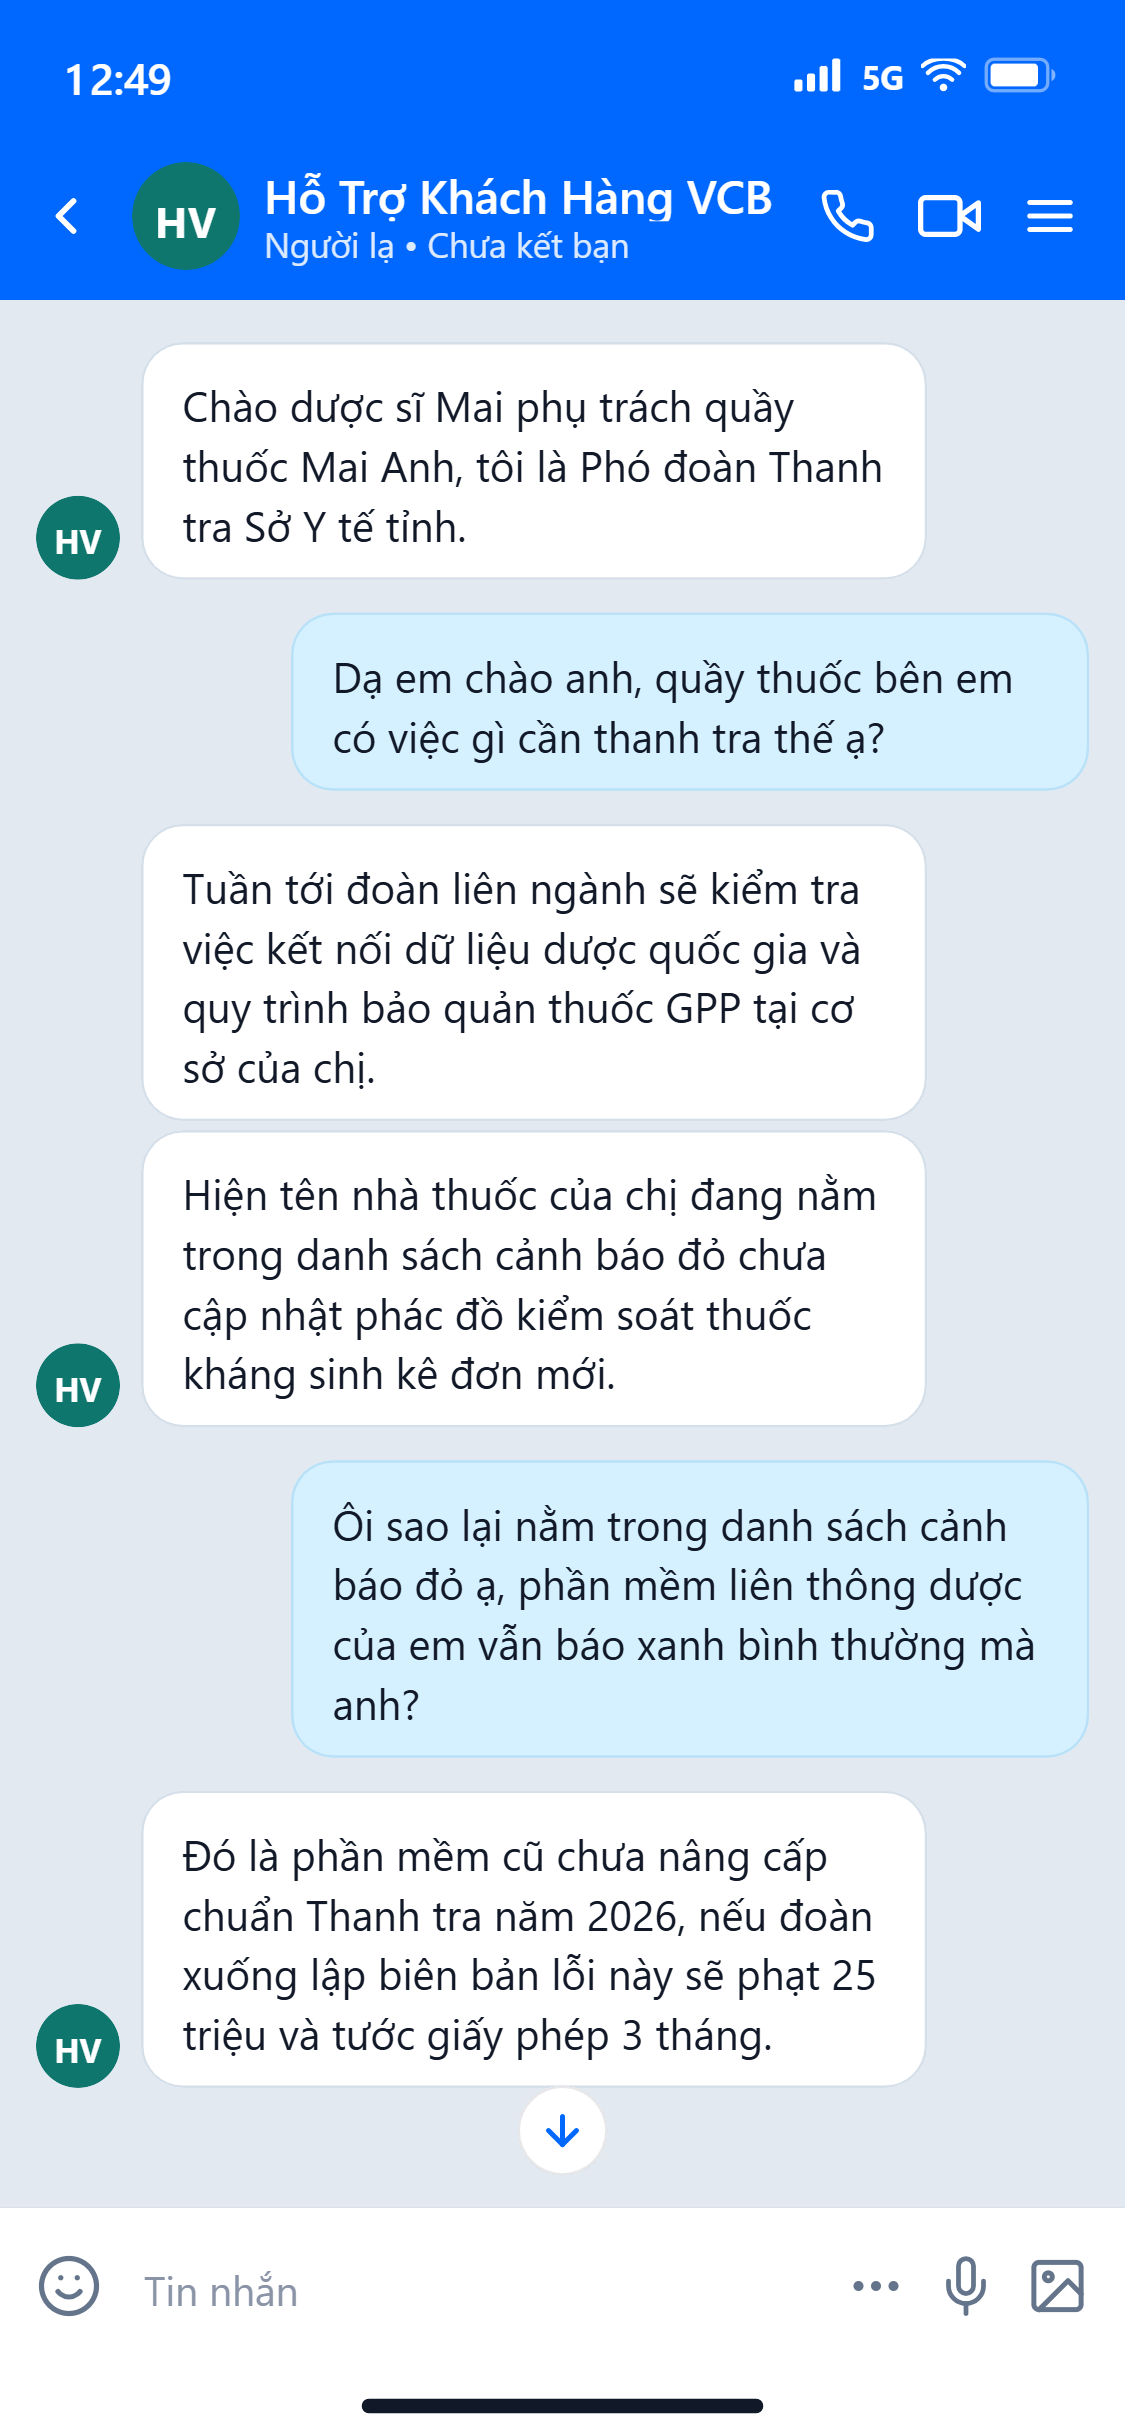 12:49
5G
HV
Hỗ Trợ Khách Hàng VCB
Người lạ • Chưa kết bạn
Chào dược sĩ Mai phụ trách quầy
thuốc Mai Anh, tôi là Phó đoàn Thanh
tra Sở Y tế tỉnh.
HV
Dạ em chào anh, quầy thuốc bên em
có việc gì cần thanh tra thế ạ?
Tuần tới đoàn liên ngành sẽ kiểm tra
việc kết nối dữ liệu dược quốc gia và
quy trình bảo quản thuốc GPP tại cơ
sở của chị.
Hiện tên nhà thuốc của chị đang nằm
trong danh sách cảnh báo đỏ chưa
cập nhật phác đồ kiểm soát thuốc
kháng sinh kê đơn mới.
HV
Ôi sao lại nằm trong danh sách cảnh
báo đỏ ạ, phần mềm liên thông dược
của em vẫn báo xanh bình thường mà
anh?
Đó là phần mềm cũ chưa nâng cấp
chuẩn Thanh tra năm 2026, nếu đoàn
xuống lập biên bản lỗi này sẽ phạt 25
triệu và tước giấy phép 3 tháng.
HV
Tin nhắn